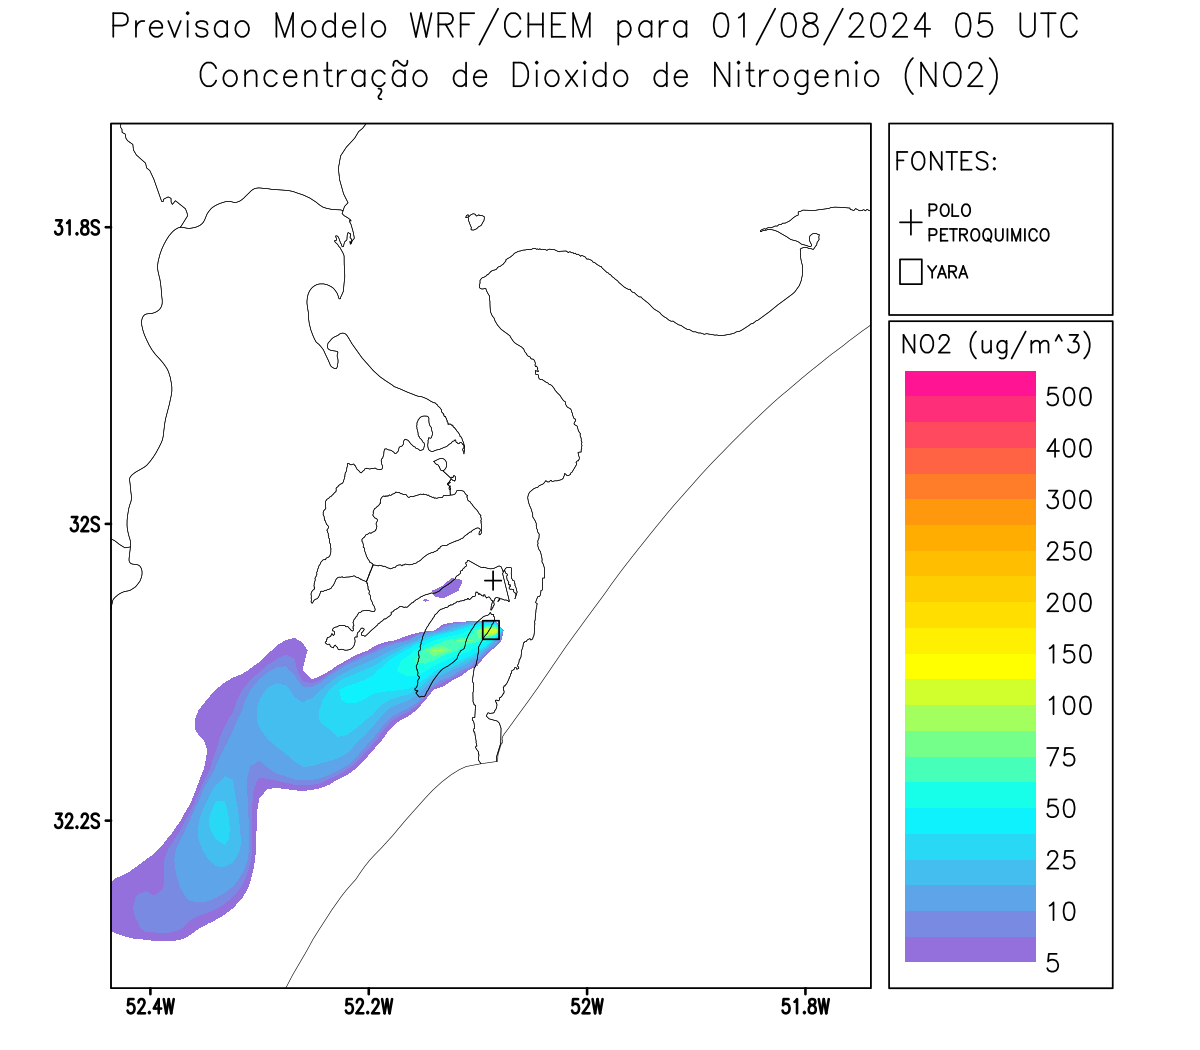 Previsao Modelo WRF/CHEM para 01/08/2024 05 UTC
Concentração de Dioxido de Nitrogenio (NO2)
FONTES:
POLO
PETROQUIMICO
YARA
NO2 (ug/m^3)
500
400
300
250
200
150
100
75
50
25
10
5
31.8S
32S
32.2S
52.4W
52.2W
52W
51.8W